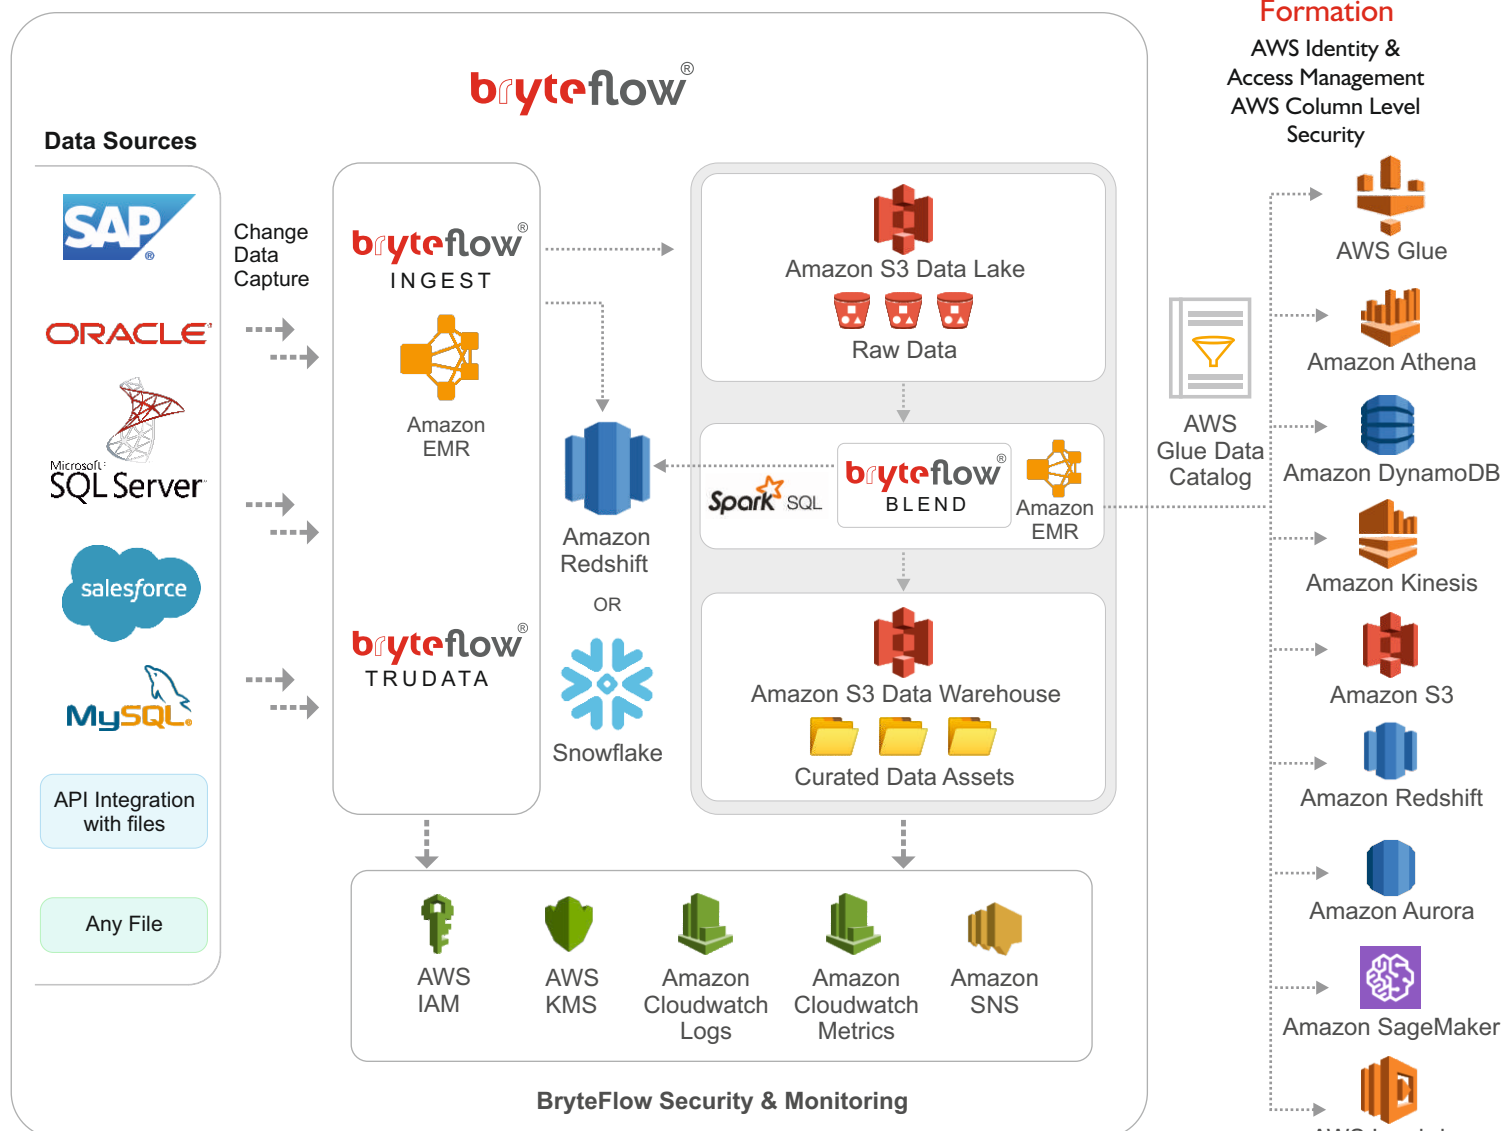 Formation
AWS Identity &
Access Management
AWS Column Level
Security
bryteflow®
Data Sources
SAP®
ORACLE
Microsoft
SQL Server
salesforce
MySQL®
API Integration
with files
Any File
Change
Data
Capture
bryteflow®
INGEST
Amazon
EMR
bryteflow®
TRUDATA
Amazon
Redshift
OR
Snowflake
Amazon S3 Data Lake
Raw Data
Spark SQL
bryteflow®
BLEND
Amazon
EMR
Amazon S3 Data Warehouse
Curated Data Assets
AWS
Glue Data
Catalog
AWS Glue
Amazon Athena
Amazon DynamoDB
Amazon Kinesis
Amazon S3
Amazon Redshift
Amazon Aurora
Amazon SageMaker
AWS
IAM
AWS
KMS
Amazon
Cloudwatch
Logs
Amazon
Cloudwatch
Metrics
Amazon
SNS
BryteFlow Security & Monitoring